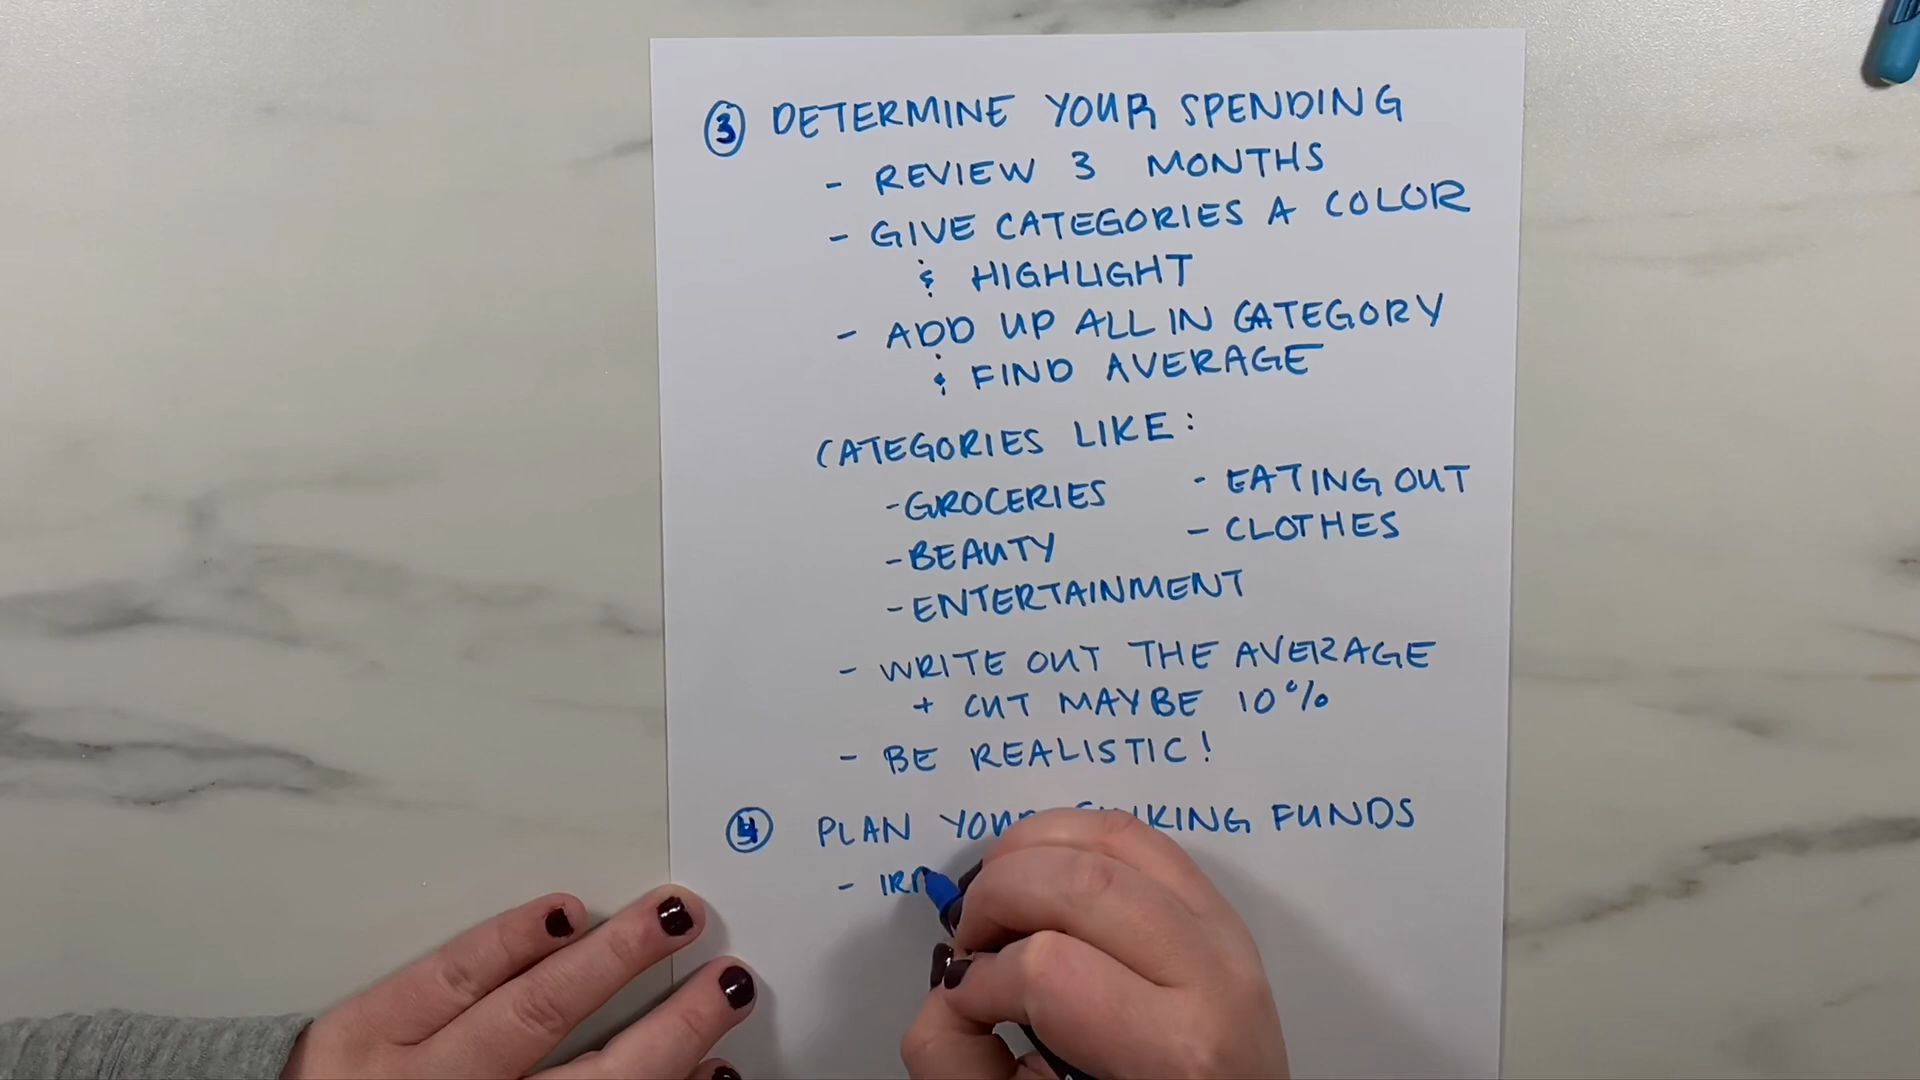 3 DETERMINE YOUR SPENDING
- REVIEW 3 MONTHS
- GIVE CATEGORIES A COLOR
& HIGHLIGHT
- ADD UP ALL IN CATEGORY
& FIND AVERAGE
CATEGORIES LIKE:
- GROCERIES
- BEAUTY
- ENTERTAINMENT
- EATING OUT
- CLOTHES
- WRITE OUT THE AVERAGE
+ CUT MAYBE 10%
- BE REALISTIC!
4 PLAN FUNDS
-